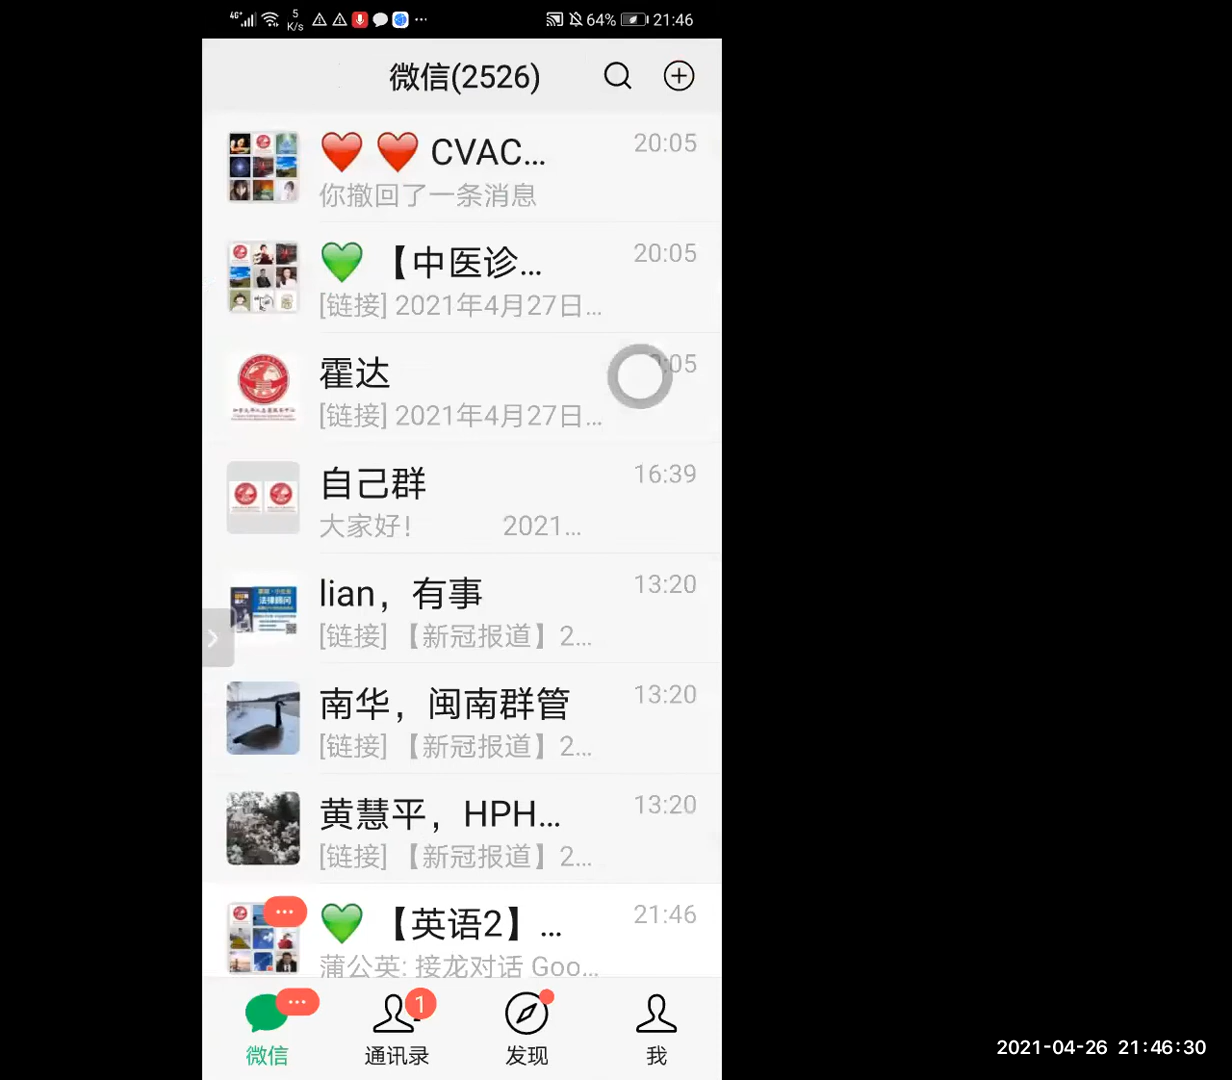 4G 5 K/s 64% 21:46
微信(2526)
CVAC... 20:05
你撤回了一条消息
【中医诊... 20:05
[链接] 2021年4月27日...
霍达 :05
[链接] 2021年4月27日...
自己群 16:39
大家好! 2021...
lian，有事 13:20
[链接] 【新冠报道】2...
法律顾问
南华，闽南群管 13:20
[链接] 【新冠报道】2...
黄慧平，HPH... 13:20
[链接] 【新冠报道】2...
【英语2】... 21:46
蒲公英: 接龙对话 Goo...
1
微信 通讯录 发现 我
2021-04-26 21:46:30